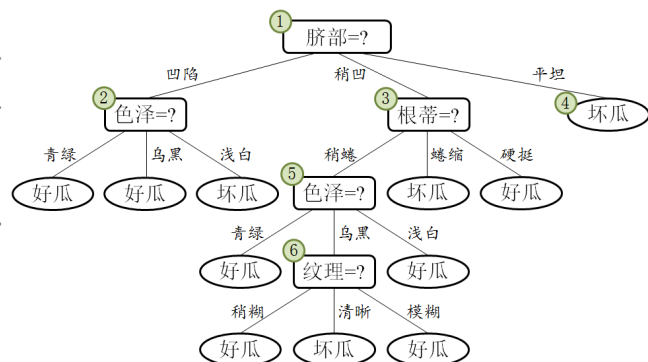 1
脐部=?
凹陷 稍凹 平坦
2 3 4
色泽=? 根蒂=? 坏瓜
青绿 乌黑 浅白 稍蜷 蜷缩 硬挺
5
好瓜 好瓜 坏瓜 色泽=? 坏瓜 好瓜
青绿 乌黑 浅白
6
好瓜 纹理=? 好瓜
稍糊 清晰 模糊
好瓜 坏瓜 好瓜